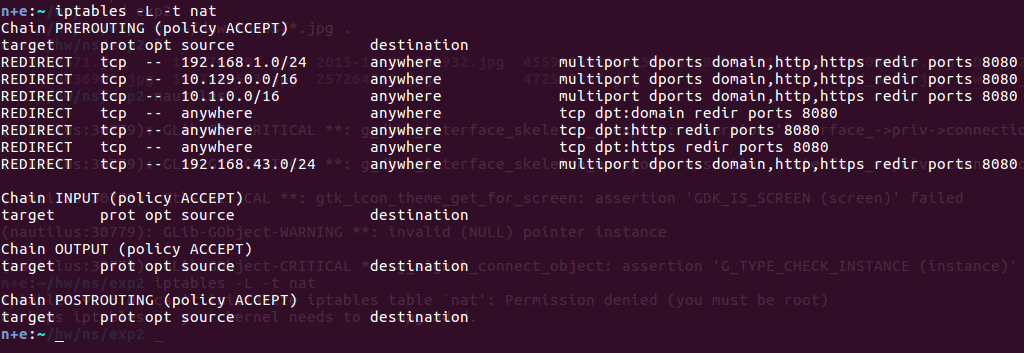 n+e:~ iptables -L -t nat
Chain PREROUTING (policy ACCEPT)
target     prot opt source               destination
REDIRECT   tcp  --  192.168.1.0/24       anywhere             multiport dports domain,http,https redir ports 8080
REDIRECT   tcp  --  10.129.0.0/16        anywhere             multiport dports domain,http,https redir ports 8080
REDIRECT   tcp  --  10.1.0.0/16          anywhere             multiport dports domain,http,https redir ports 8080
REDIRECT   tcp  --  anywhere             anywhere             tcp dpt:domain redir ports 8080
REDIRECT   tcp  --  anywhere             anywhere             tcp dpt:http redir ports 8080
REDIRECT   tcp  --  anywhere             anywhere             tcp dpt:https redir ports 8080
REDIRECT   tcp  --  192.168.43.0/24      anywhere             multiport dports domain,http,https redir ports 8080
Chain INPUT (policy ACCEPT)
target     prot opt source               destination
Chain OUTPUT (policy ACCEPT)
target     prot opt source               destination
Chain POSTROUTING (policy ACCEPT)
target     prot opt source               destination
n+e:~ _